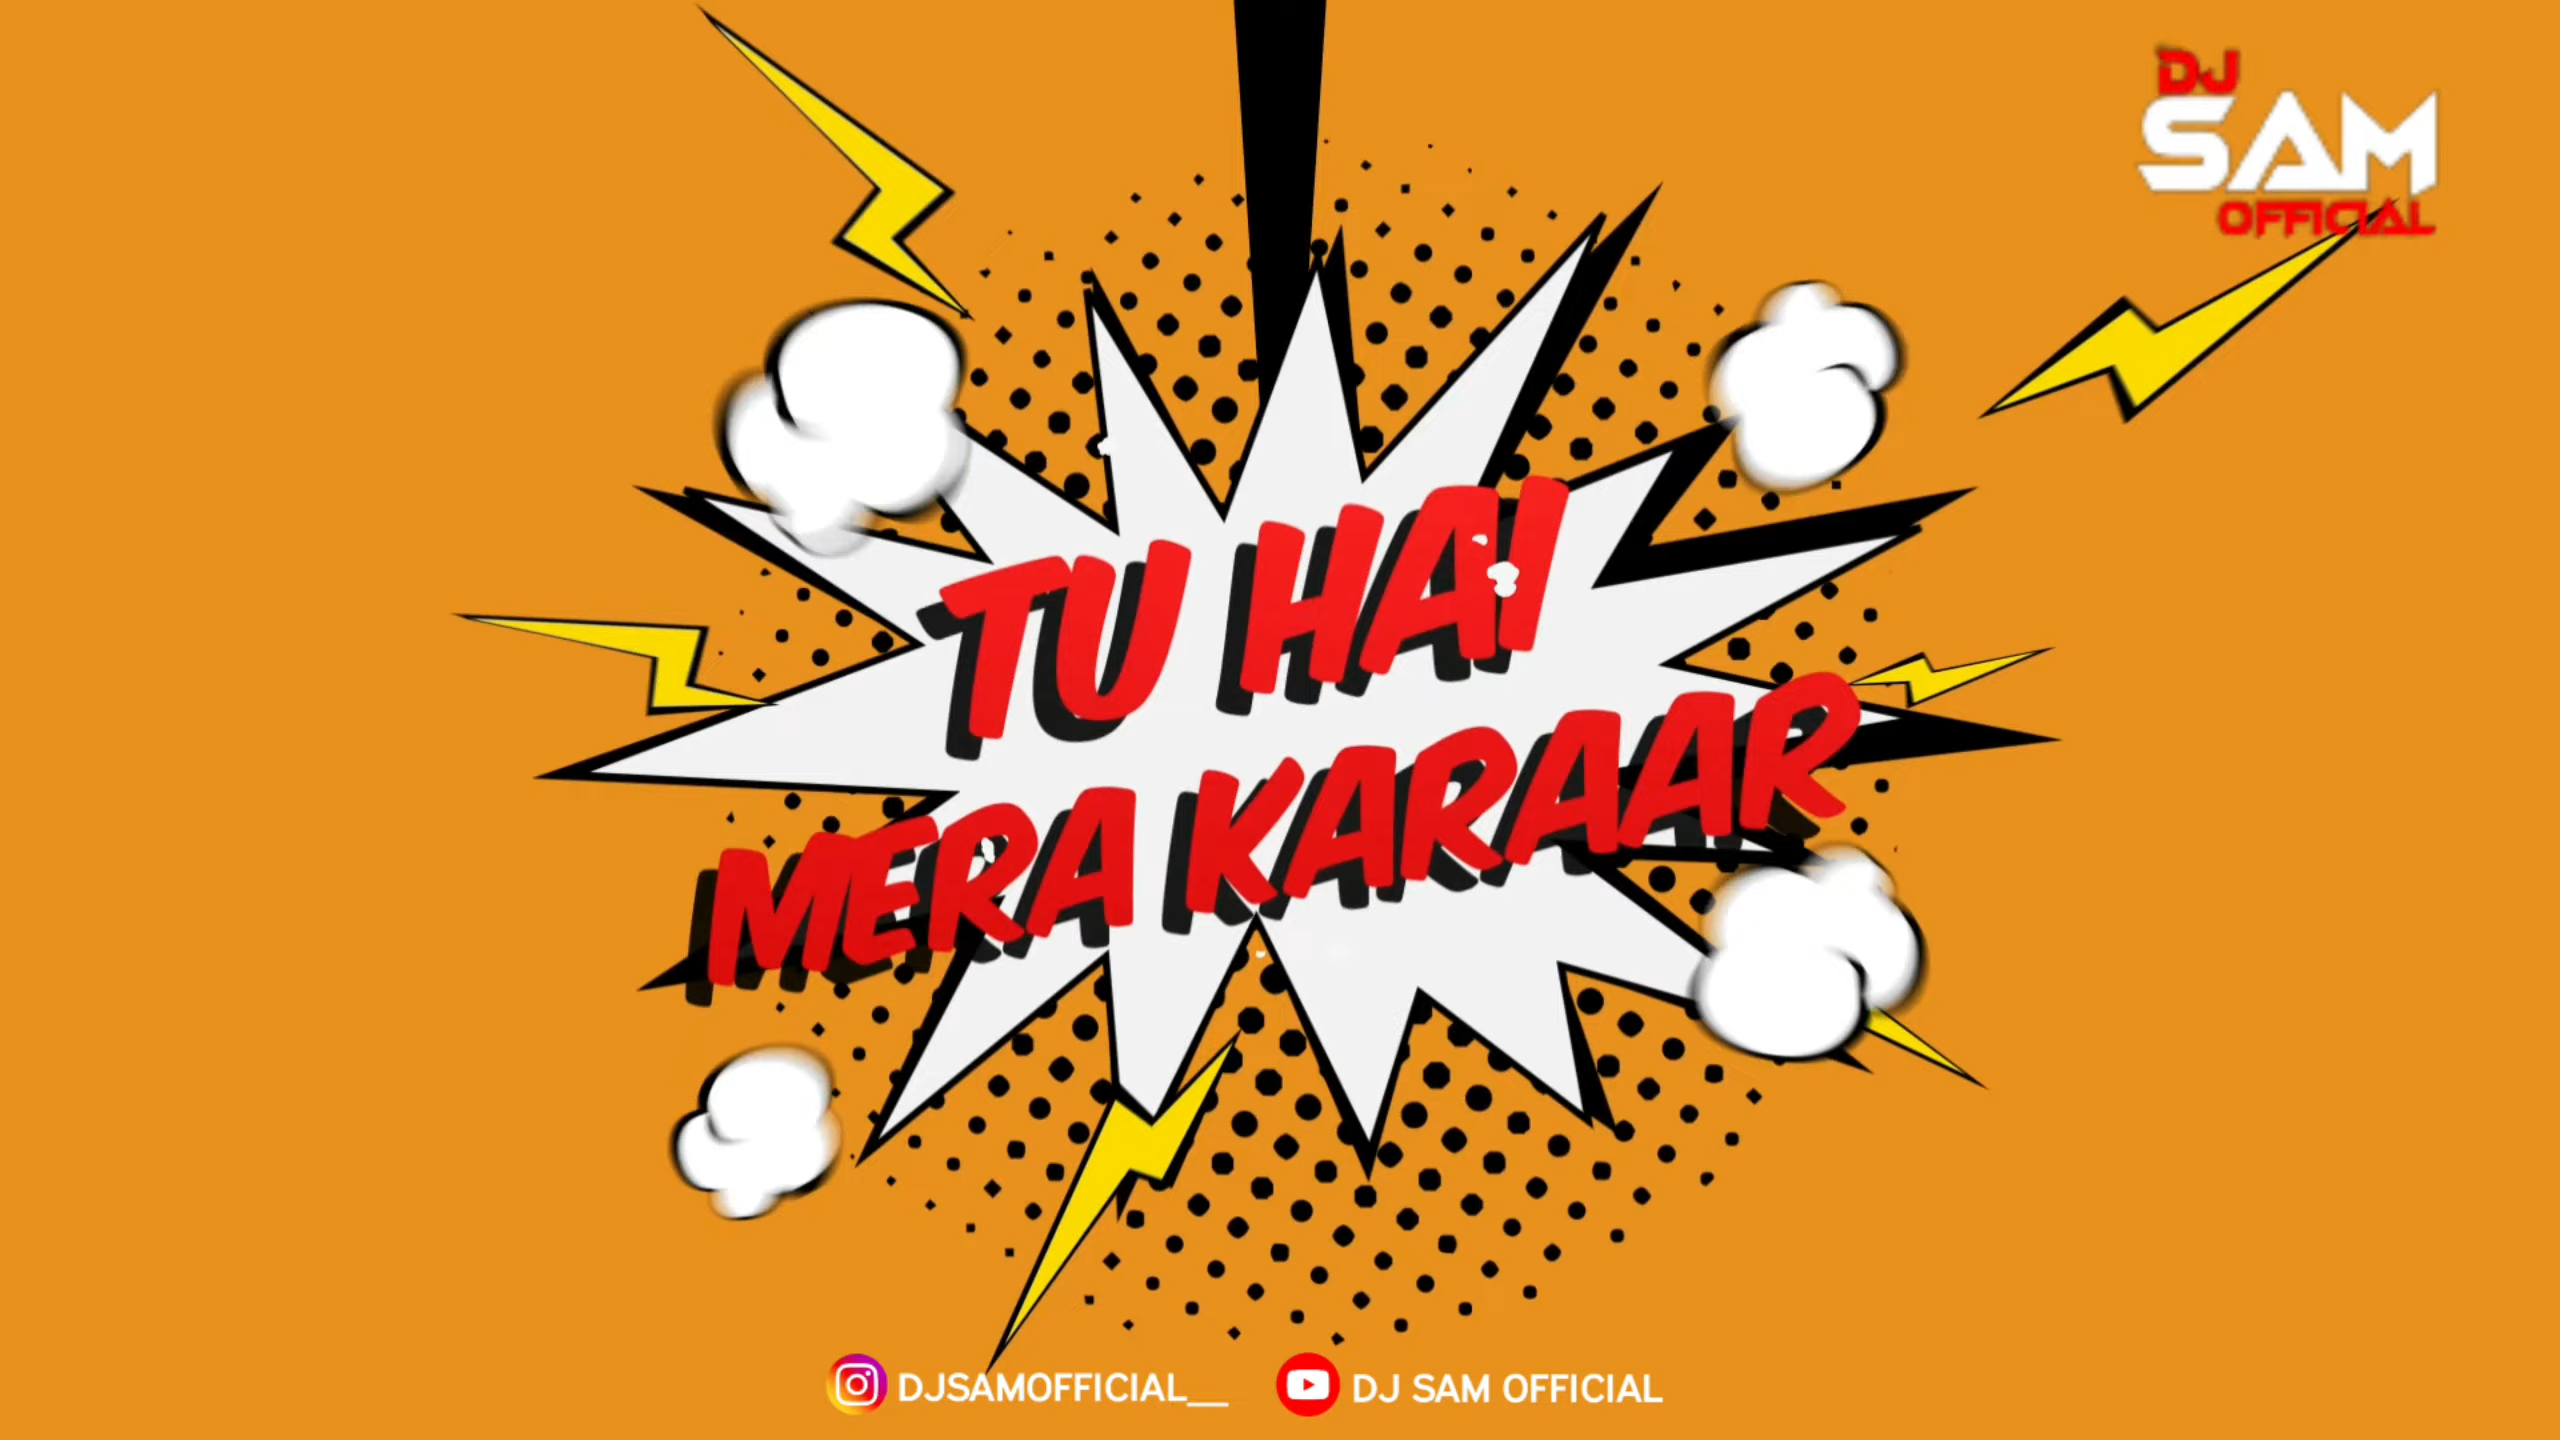 DJ
SAM
OFFICIAL
TU HAI
MERA KARAAR
DJSAMOFFICIAL__
DJ SAM OFFICIAL